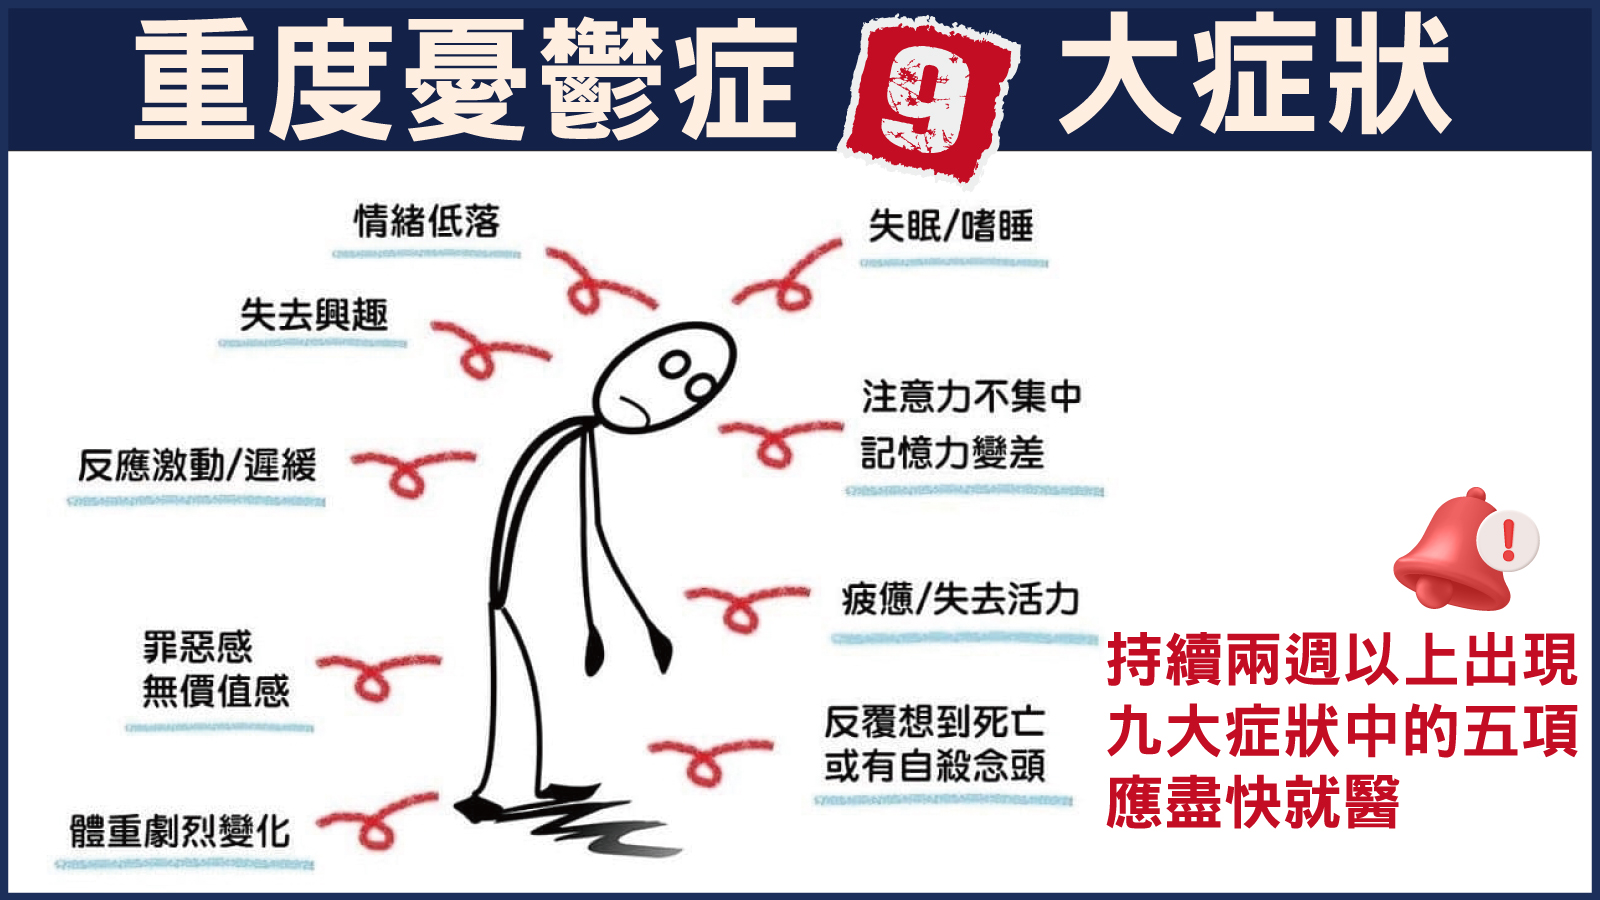 重度憂鬱症 9 大症狀
情緒低落
失去興趣
反應激動/遲緩
罪惡感
無價值感
體重劇烈變化
失眠/嗜睡
注意力不集中
記憶力變差
疲憊/失去活力
反覆想到死亡
或有自殺念頭
持續兩週以上出現
九大症狀中的五項
應盡快就醫